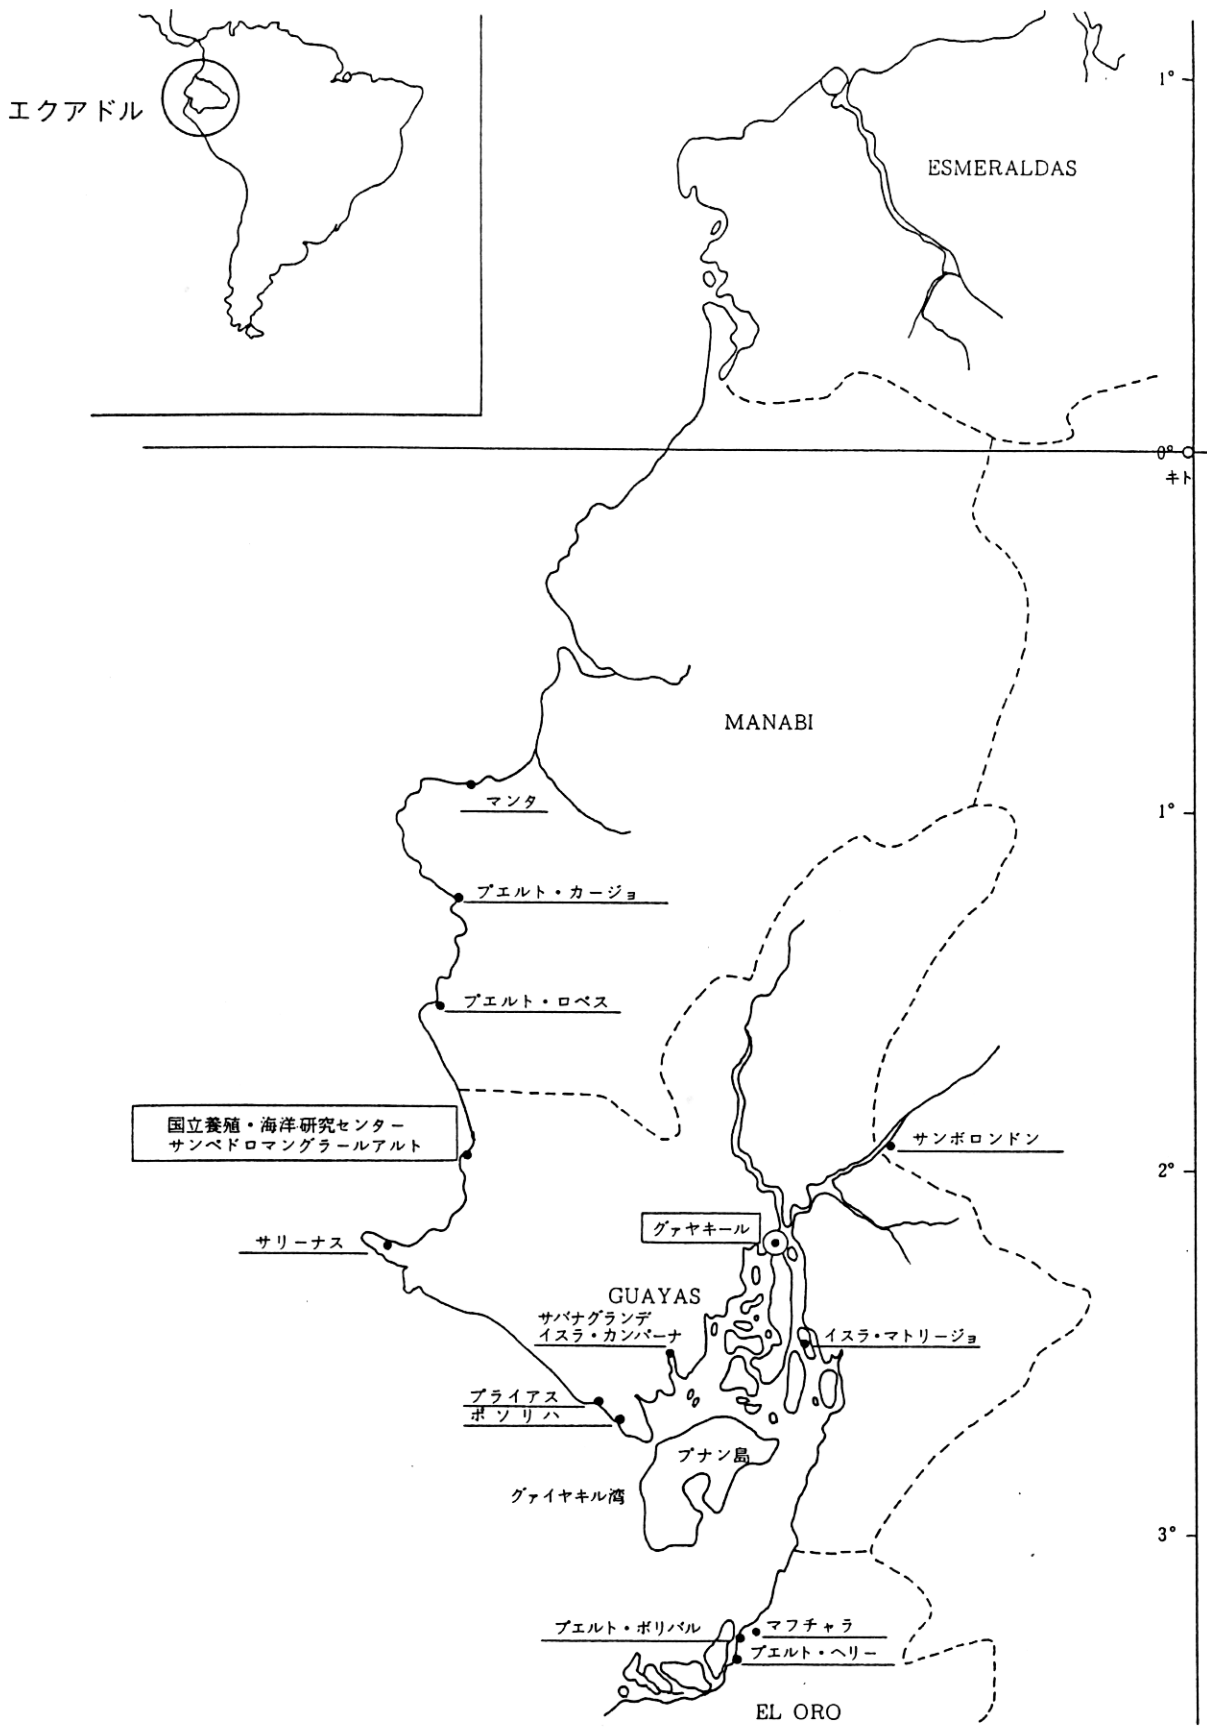 エクアドル
1°
ESMERALDAS
0°
キト
MANABI
マンタ
1°
プエルト・カージョ
プエルト・ロペス
国立養殖・海洋研究センター
サンペドロマングラールアルト
サンボロンドン
2°
グァヤキール
サリーナス
GUAYAS
サバナグランデ
イスラ・カンパーナ
イスラ・マトリージョ
プライアス
ポソリハ
プナン島
グァイヤキル湾
3°
プエルト・ボリバル
マフチャラ
プエルト・ヘリー
EL ORO